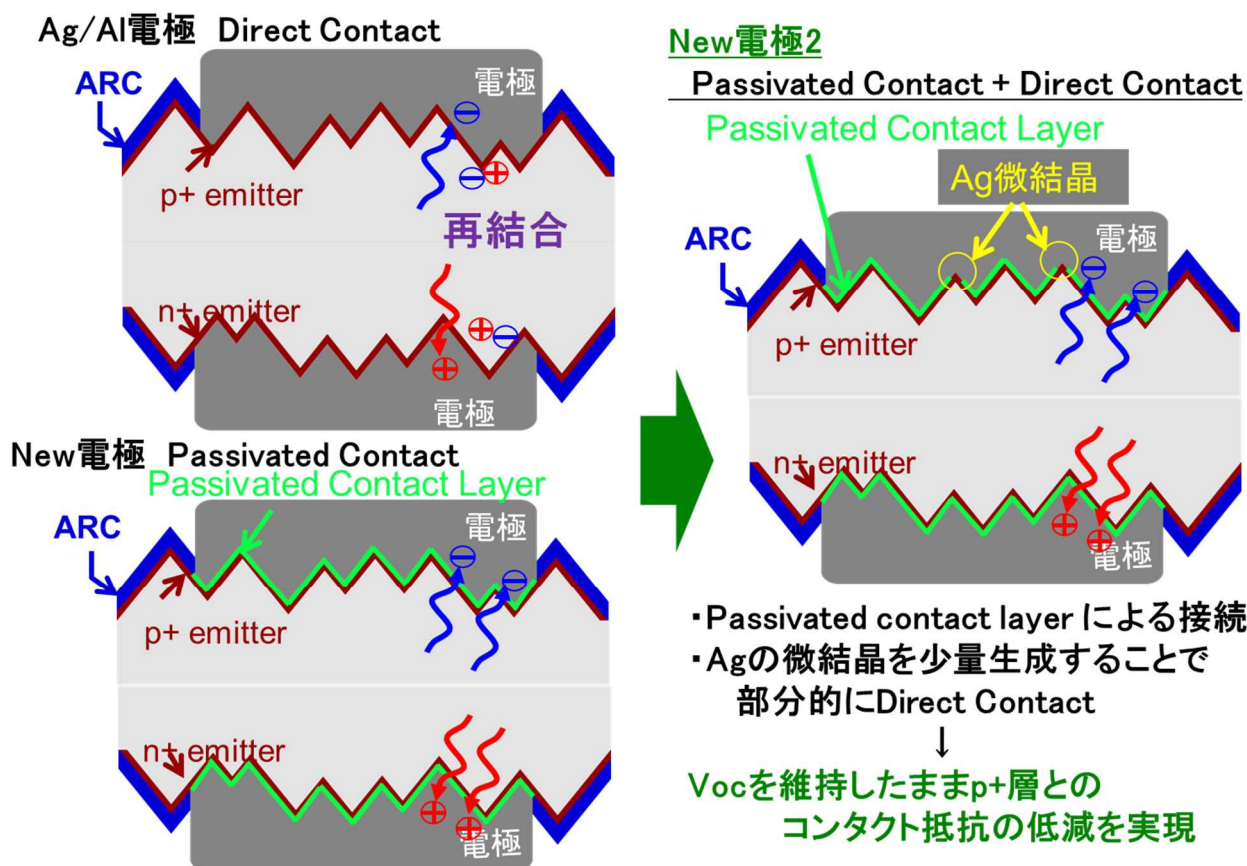 Ag/Al電極 Direct Contact
電極
ARC
p+ emitter
再結合
n+ emitter
電極
New電極 Passivated Contact
Passivated Contact Layer
電極
ARC
p+ emitter
n+ emitter
電極
New電極2
Passivated Contact + Direct Contact
Passivated Contact Layer
Ag微結晶
ARC
電極
p+ emitter
n+ emitter
電極
・Passivated contact layer による接続
・Agの微結晶を少量生成することで
部分的にDirect Contact
↓
Vocを維持したままp+層との
コンタクト抵抗の低減を実現